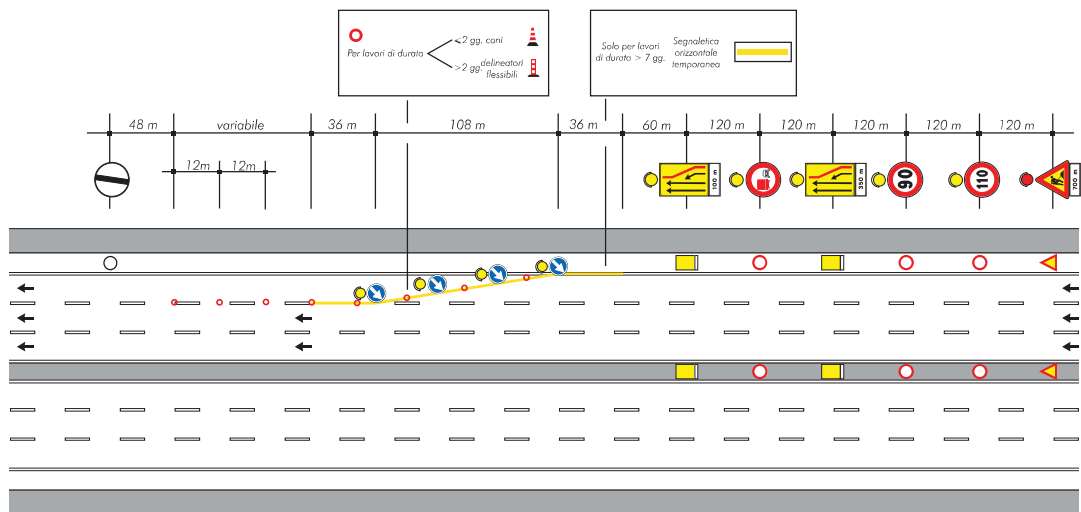 Per lavori di durata
<2 gg. coni
>2 gg. delineatori
flessibili
Solo per lavori
di durata > 7 gg.
Segnaletica
orizzontale
temporanea
48 m
variabile
36 m
108 m
36 m
60 m
120 m
120 m
120 m
120 m
120 m
12m
12m
100 m
350 m
90
110
700 m